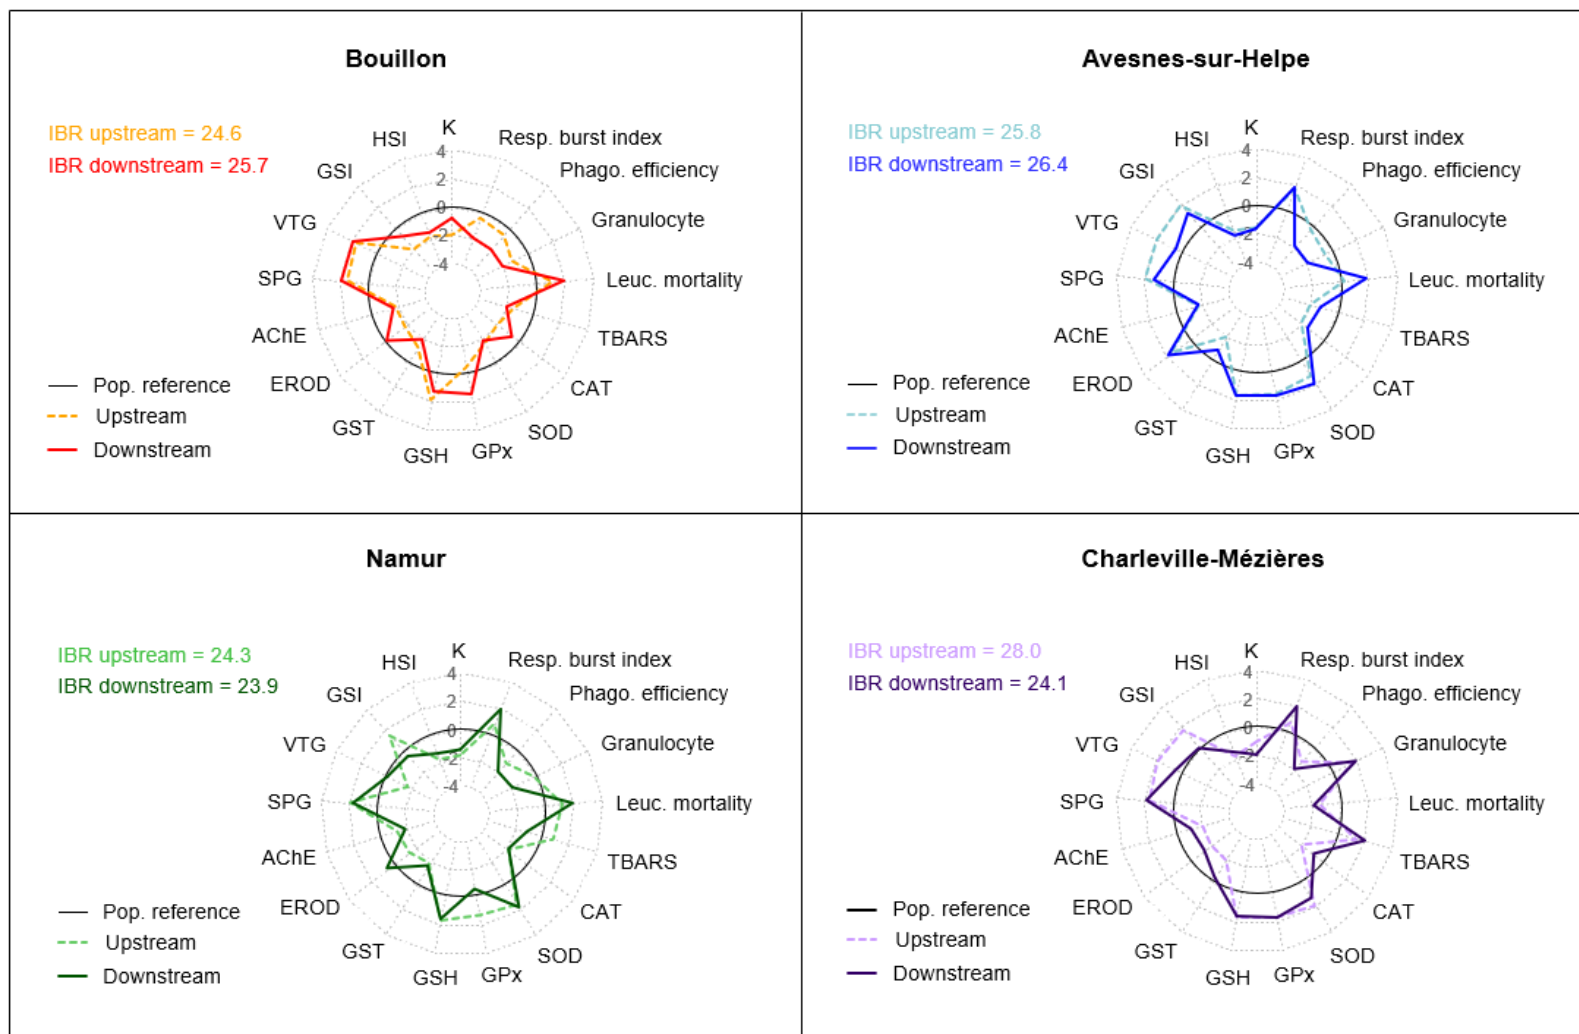 Bouillon
IBR upstream = 24.6
IBR downstream = 25.7
K
Resp. burst index
Phago. efficiency
Granulocyte
Leuc. mortality
TBARS
CAT
SOD
GPx
GSH
GST
EROD
AChE
SPG
VTG
GSI
HSI
4
2
0
-2
-4
Pop. reference
Upstream
Downstream
Avesnes-sur-Helpe
IBR upstream = 25.8
IBR downstream = 26.4
K
Resp. burst index
Phago. efficiency
Granulocyte
Leuc. mortality
TBARS
CAT
SOD
GPx
GSH
GST
EROD
AChE
SPG
VTG
GSI
HSI
4
2
0
-2
-4
Pop. reference
Upstream
Downstream
Namur
IBR upstream = 24.3
IBR downstream = 23.9
K
Resp. burst index
Phago. efficiency
Granulocyte
Leuc. mortality
TBARS
CAT
SOD
GPx
GSH
GST
EROD
AChE
SPG
VTG
GSI
HSI
4
2
0
-2
-4
Pop. reference
Upstream
Downstream
Charleville-Mézières
IBR upstream = 28.0
IBR downstream = 24.1
K
Resp. burst index
Phago. efficiency
Granulocyte
Leuc. mortality
TBARS
CAT
SOD
GPx
GSH
GST
EROD
AChE
SPG
VTG
GSI
HSI
4
2
0
-2
-4
Pop. reference
Upstream
Downstream